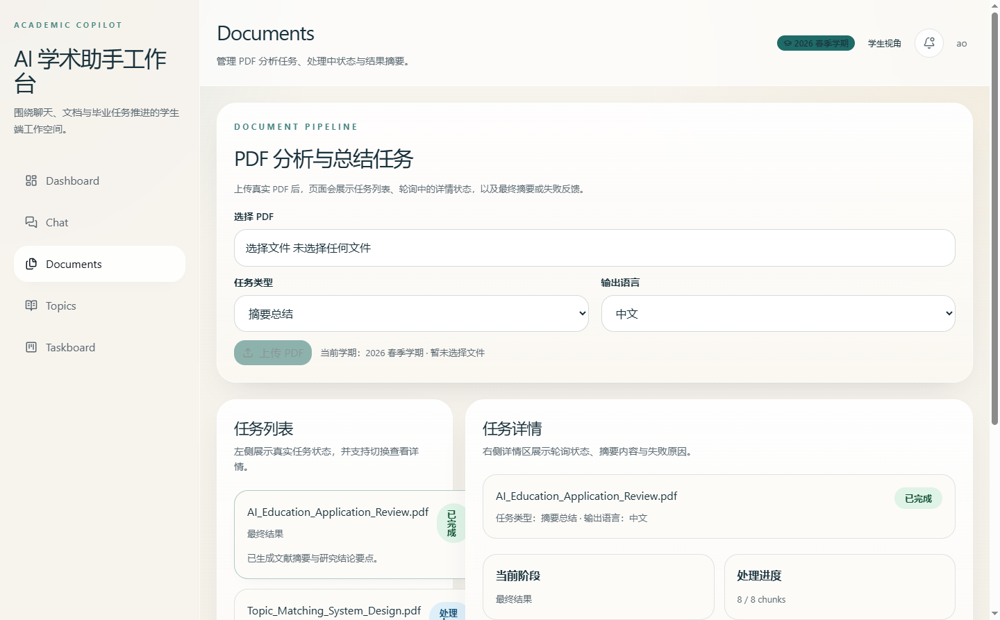 ACADEMIC COPILOT
AI 学术助手工作
台
围绕聊天、文档与毕业任务推进的学生
端工作空间。
Dashboard
Chat
Documents
Topics
Taskboard
Documents
管理 PDF 分析任务、处理中状态与结果摘要。
2026 春季学期
学生视角
ao
DOCUMENT PIPELINE
PDF 分析与总结任务
上传真实 PDF 后，页面会展示任务列表、轮询中的详情状态，以及最终摘要或失败反馈。
选择 PDF
选择文件 未选择任何文件
任务类型
输出语言
摘要总结
中文
上传 PDF
当前学期：2026 春季学期 · 暂未选择文件
任务列表
左侧展示真实任务状态，并支持切换查看详
情。
AI_Education_Application_Review.pdf
已完成
最终结果
已生成文献摘要与研究结论要点。
Topic_Matching_System_Design.pdf
处理
任务详情
右侧详情区展示轮询状态、摘要内容与失败原因。
AI_Education_Application_Review.pdf
已完成
任务类型：摘要总结 · 输出语言：中文
当前阶段
最终结果
处理进度
8 / 8 chunks